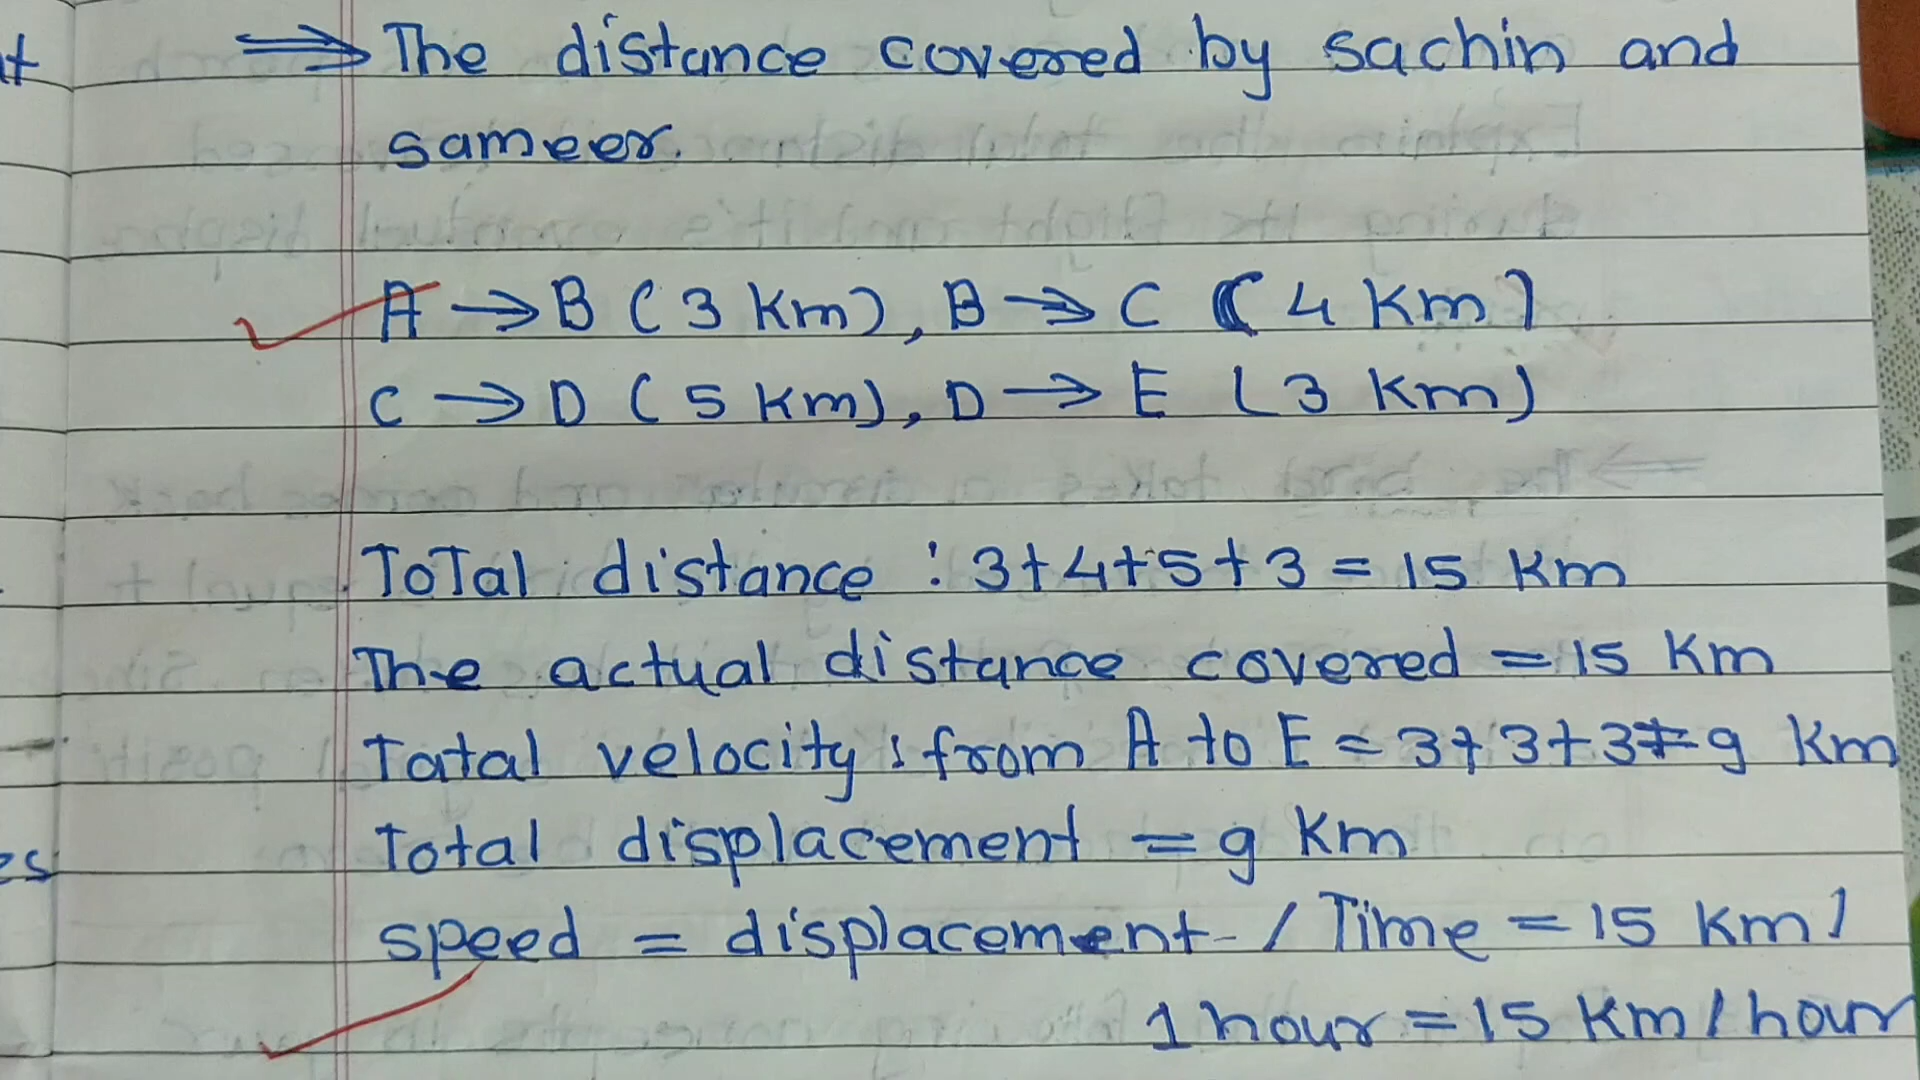 ⇒ The distance covered by sachin and
sameer.
A → B ( 3 Km), B → C ( 4 Km)
C → D ( 5 Km), D → E ( 3 Km)
ToTal distance : 3+4+5+3 = 15 Km
The actual distance covered = 15 Km
Tatal velocity : from A to E = 3+3+3 = 9 Km
Total displacement = 9 Km
speed = displacement / Time = 15 Km /
1 hour = 15 Km / hour